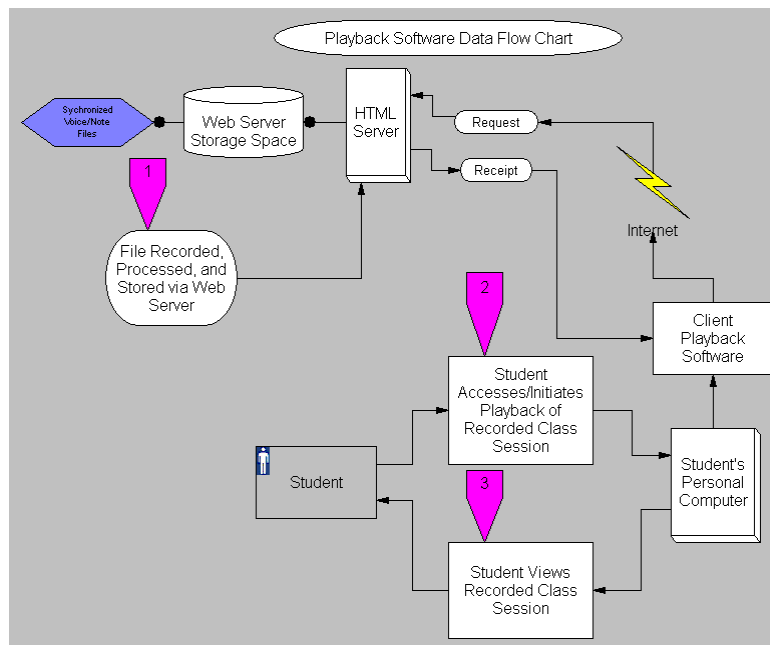 Playback Software Data Flow Chart
Sychronized
Voice/Note
Files
Web Server
Storage Space
HTML
Server
Request
Receipt
1
Internet
File Recorded,
Processed, and
Stored via Web
Server
2
Client
Playback
Software
Student
Accesses/Initiates
Playback of
Recorded Class
Session
Student
Student's
Personal
Computer
3
Student Views
Recorded Class
Session